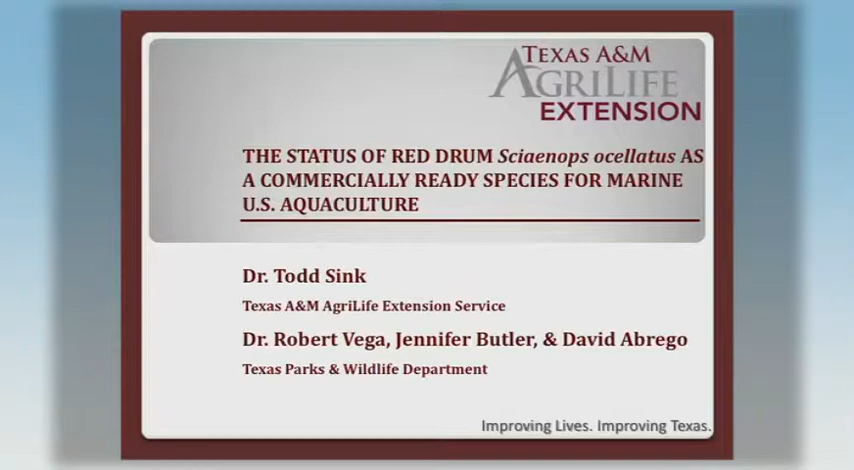 TEXAS A&M
AGRILIFE
EXTENSION
THE STATUS OF RED DRUM Sciaenops ocellatus AS
A COMMERCIALLY READY SPECIES FOR MARINE
U.S. AQUACULTURE
Dr. Todd Sink
Texas A&M AgriLife Extension Service
Dr. Robert Vega, Jennifer Butler, & David Abrego
Texas Parks & Wildlife Department
Improving Lives. Improving Texas.